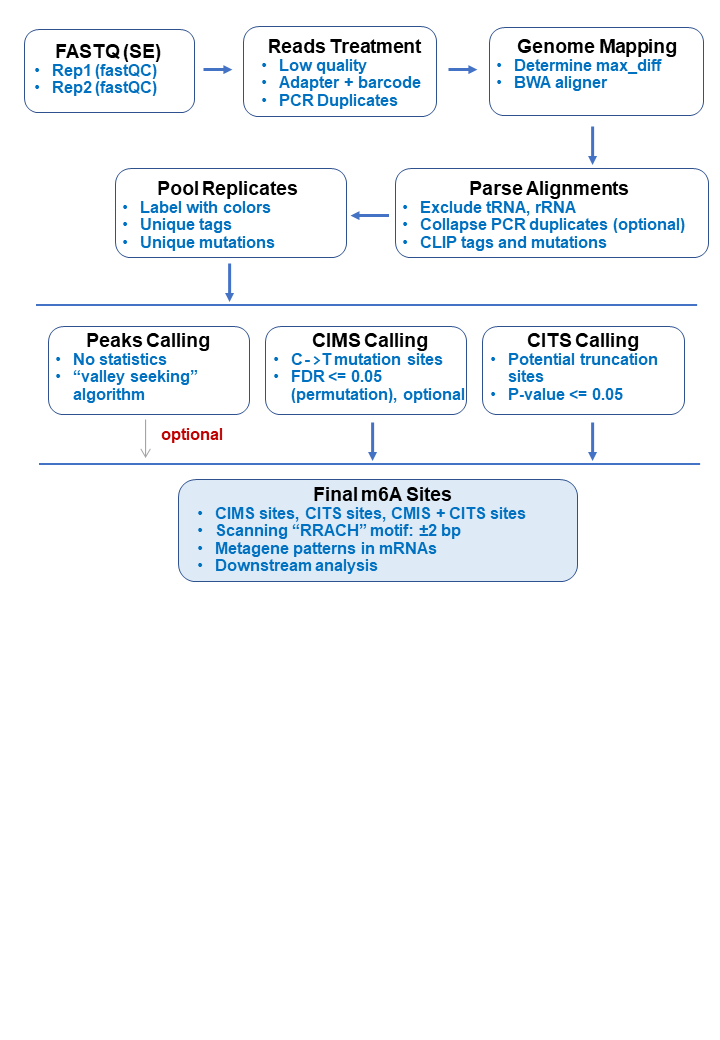 FASTQ (SE)
• Rep1 (fastQC)
• Rep2 (fastQC)
Reads Treatment
• Low quality
• Adapter + barcode
• PCR Duplicates
Genome Mapping
• Determine max_diff
• BWA aligner
Pool Replicates
• Label with colors
• Unique tags
• Unique mutations
Parse Alignments
• Exclude tRNA, rRNA
• Collapse PCR duplicates (optional)
• CLIP tags and mutations
Peaks Calling
• No statistics
• “valley seeking”
algorithm
CIMS Calling
• C->T mutation sites
• FDR <= 0.05
(permutation), optional
CITS Calling
• Potential truncation
sites
• P-value <= 0.05
optional
Final m6A Sites
• CIMS sites, CITS sites, CMIS + CITS sites
• Scanning “RRACH” motif: ±2 bp
• Metagene patterns in mRNAs
• Downstream analysis